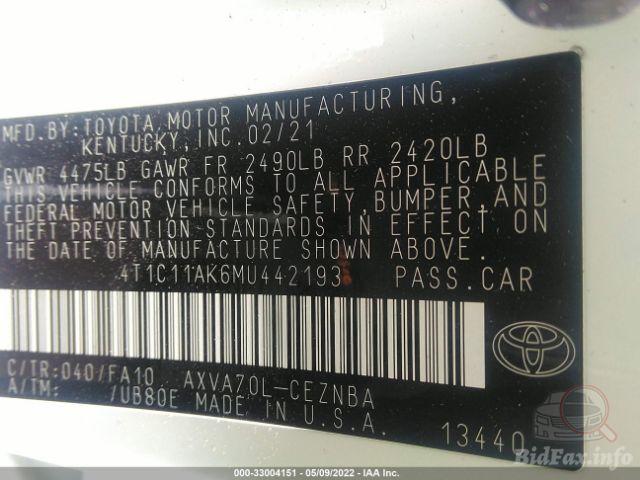 MFD.BY:TOYOTA MOTOR MANUFACTURING,
KENTUCKY,INC.02/21
GVWR 4475LB GAWR FR 2490LB RR 2420LB
THIS VEHICLE CONFORMS TO ALL APPLICABLE
FEDERAL MOTOR VEHICLE SAFETY,BUMPER,AND
THEFT PREVENTION STANDARDS IN EFFECT ON
THE DATE OF MANUFACTURE SHOWN ABOVE.
4T1C11AK6MU442193 PASS.CAR
C/TR:040/FA10 AXVA70L-CEZNBA
A/TM: /UB80E MADE IN U.S.A.
13440
BidFax.info
000-33004151 - 05/09/2022 - IAA Inc.